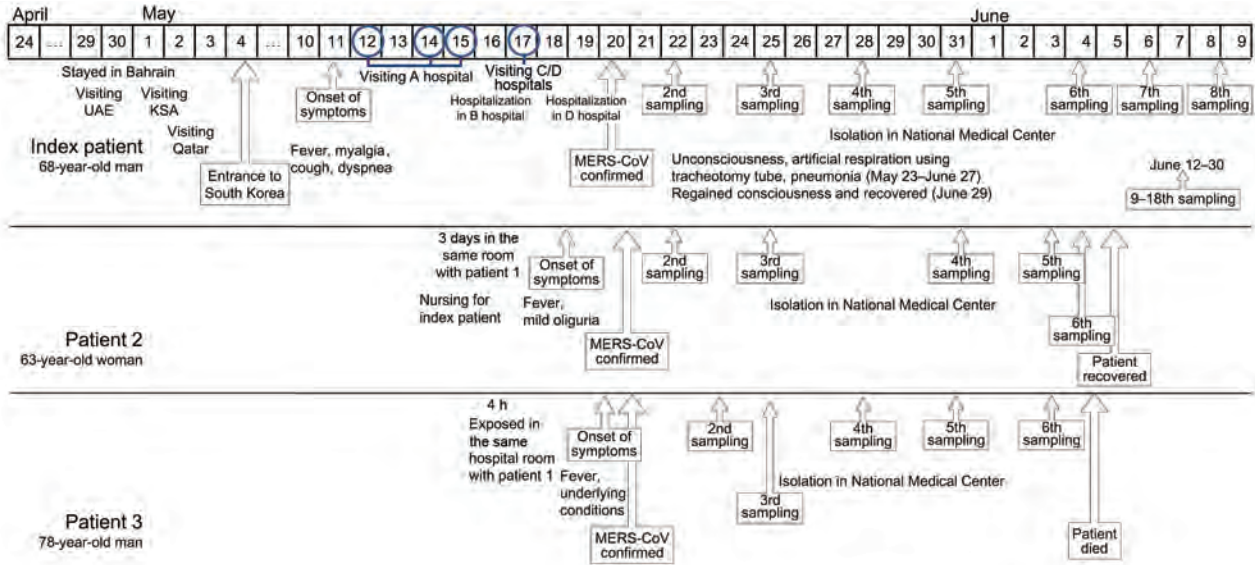 April May June
24 .... 29 30 1 2 3 4 ... 10 11 12 13 14 15 16 17 18 19 20 21 22 23 24 25 26 27 28 29 30 31 1 2 3 4 5 6 7 8 9
Stayed in Bahrain
Visiting
UAE
Visiting
KSA
Visiting
Qatar
Index patient
68-year-old man
Entrance to
South Korea
Onset of
symptoms
Fever, myalgia,
cough, dyspnea
Visiting A hospital
Visiting C/D
hospitals
Hospitalization
in B hospital
Hospitalization
in D hospital
MERS-CoV
confirmed
2nd
sampling
3rd
sampling
4th
sampling
5th
sampling
6th
sampling
7th
sampling
8th
sampling
Isolation in National Medical Center
Unconsciousness, artificial respiration using
tracheotomy tube, pneumonia (May 23–June 27)
Regained consciousness and recovered (June 29)
June 12–30
9–18th sampling
Patient 2
63-year-old woman
3 days in the
same room
with patient 1
Nursing for
index patient
Onset of
symptoms
Fever,
mild oliguria
MERS-CoV
confirmed
2nd
sampling
3rd
sampling
4th
sampling
5th
sampling
Isolation in National Medical Center
6th
sampling
Patient
recovered
Patient 3
78-year-old man
4 h
Exposed in
the same
hospital room
with patient 1
Onset of
symptoms
Fever,
underlying
conditions
MERS-CoV
confirmed
2nd
sampling
3rd
sampling
4th
sampling
5th
sampling
6th
sampling
Isolation in National Medical Center
Patient
died